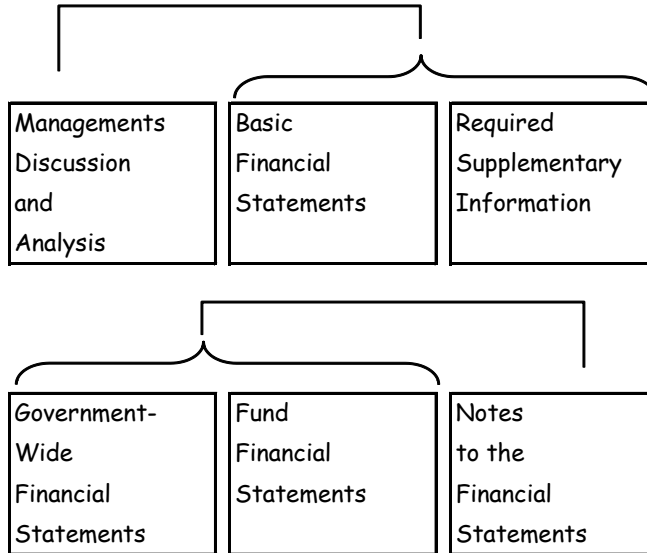 Managements
Discussion
and
Analysis
Basic
Financial
Statements
Required
Supplementary
Information
Government-
Wide
Financial
Statements
Fund
Financial
Statements
Notes
to the
Financial
Statements